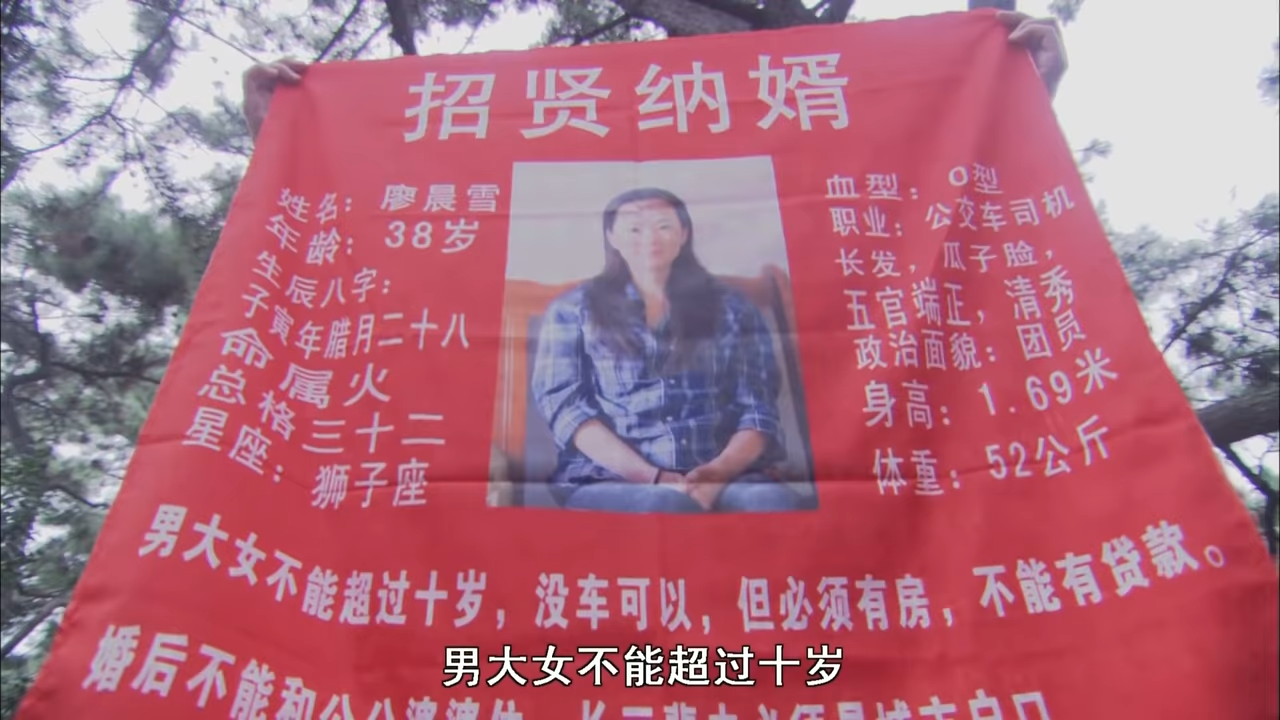 招贤纳婿
姓名：廖晨雪
年龄：38岁
生辰八字：
子寅年腊月二十八
命属火
总格三十二
星座：狮子座
血型：O型
职业：公交车司机
长发，瓜子脸，
五官端正，清秀
政治面貌：团员
身高：1.69米
体重：52公斤
男大女不能超过十岁，没车可以，但必须有房，不能有贷款。
婚后不能和公公婆婆住
男大女不能超过十岁